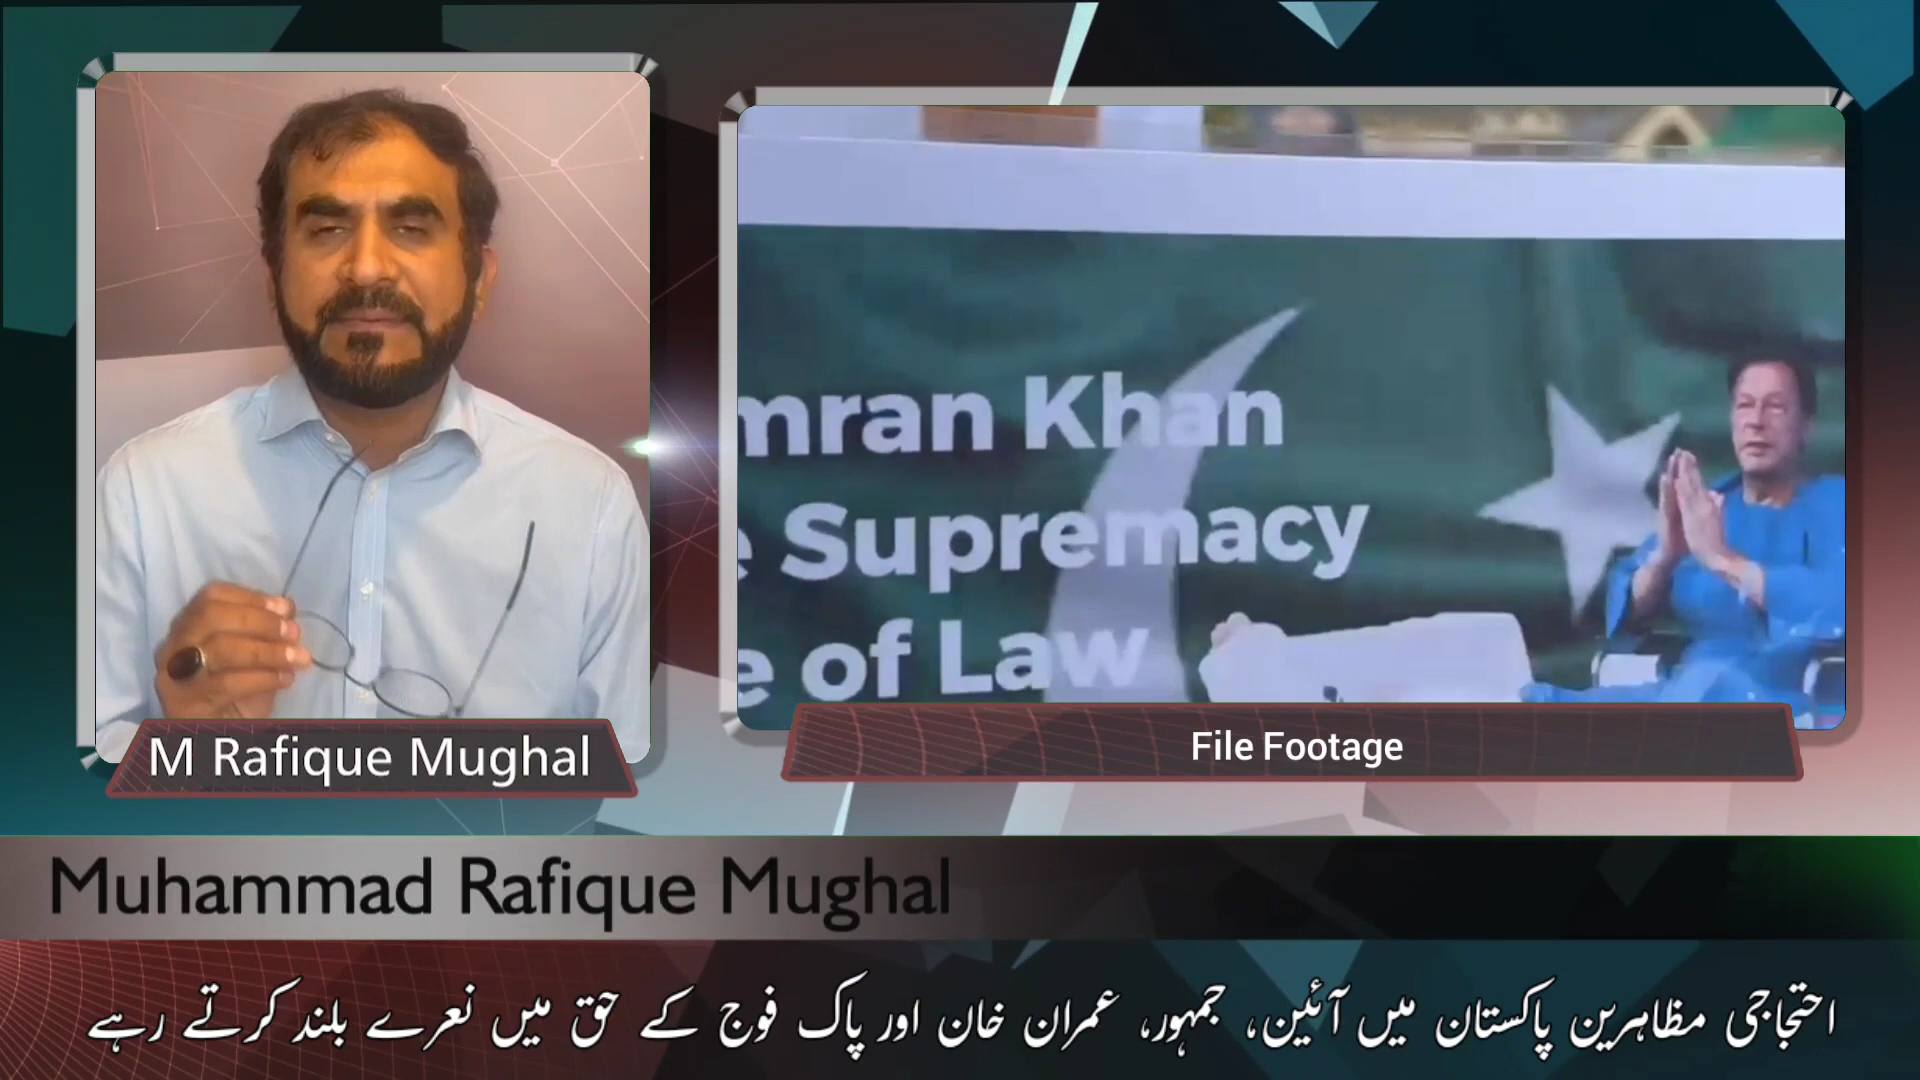 mran Khan
e Supremacy
e of Law
M Rafique Mughal
File Footage
Muhammad Rafique Mughal
احتجاجی مظاہرین پاکستان میں آئین، جمہور، عمران خان اور پاک فوج کے حق میں نعرے بلند کرتے رہے